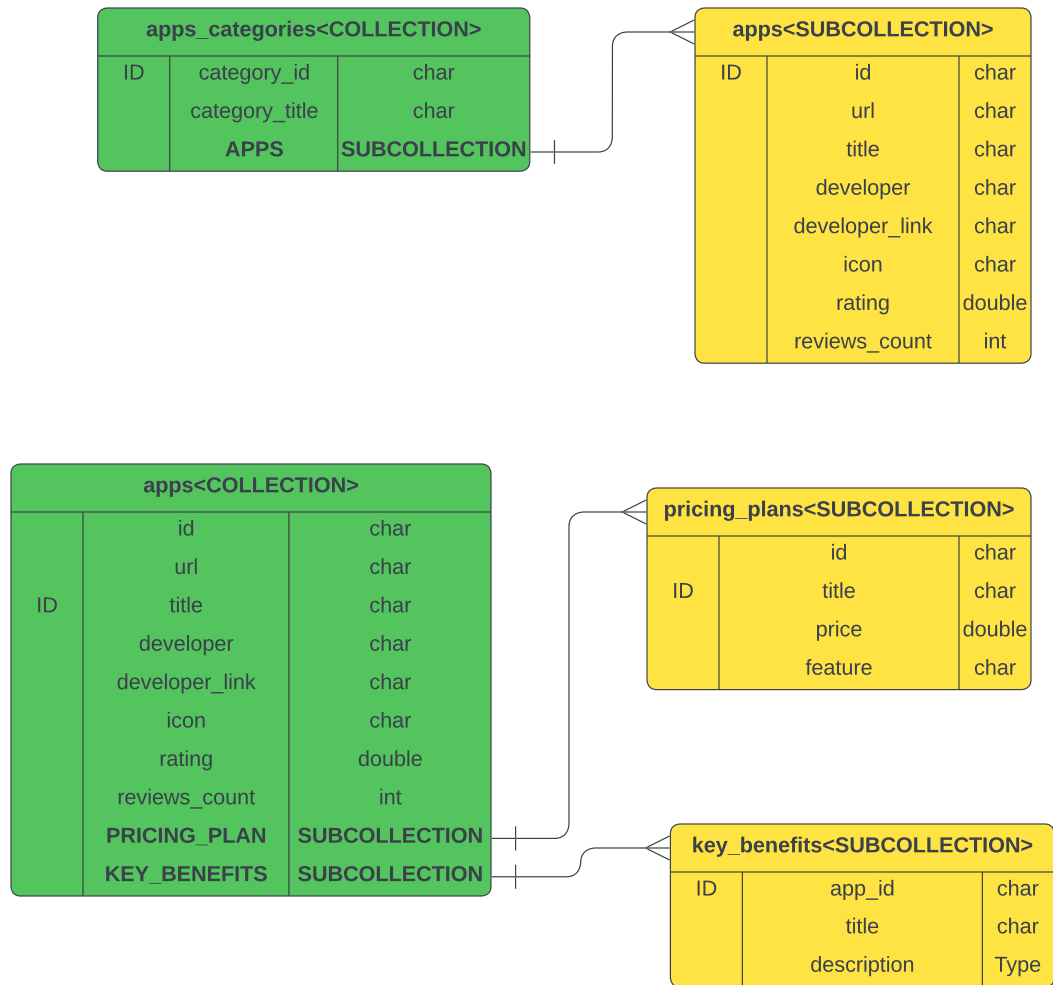 apps_categories<COLLECTION>
ID category_id char
category_title char
APPS SUBCOLLECTION
apps<SUBCOLLECTION>
ID id char
url char
title char
developer char
developer_link char
icon char
rating double
reviews_count int
apps<COLLECTION>
id char
url char
ID title char
developer char
developer_link char
icon char
rating double
reviews_count int
PRICING_PLAN SUBCOLLECTION
KEY_BENEFITS SUBCOLLECTION
pricing_plans<SUBCOLLECTION>
id char
ID title char
price double
feature char
key_benefits<SUBCOLLECTION>
ID app_id char
title char
description Type